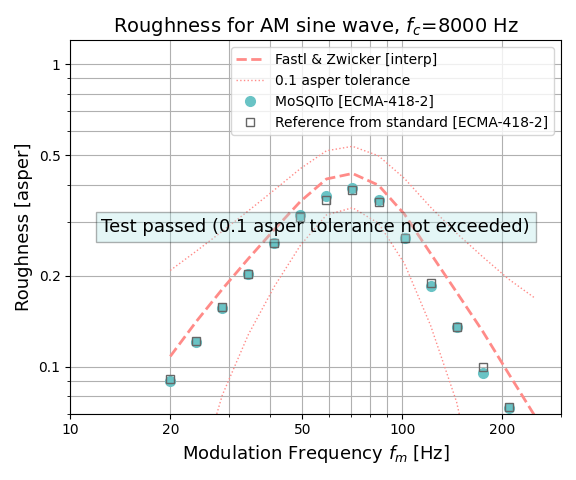 Roughness for AM sine wave, f_c=8000 Hz
Fastl & Zwicker [interp]
0.1 asper tolerance
MoSQITo [ECMA-418-2]
Reference from standard [ECMA-418-2]
Test passed (0.1 asper tolerance not exceeded)
Roughness [asper]
1
0.5
0.2
0.1
10 20 50 100 200
Modulation Frequency f_m [Hz]